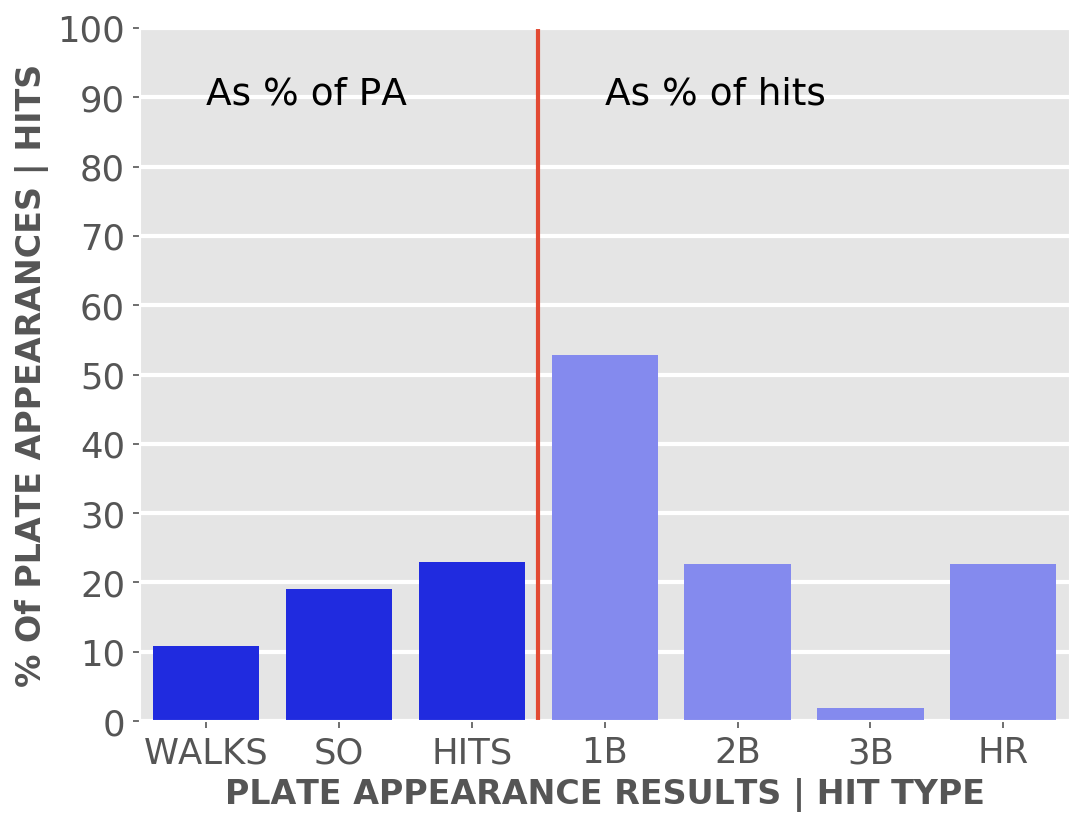 % Of PLATE APPEARANCES | HITS
100
90
80
70
60
50
40
30
20
10
0
As % of PA
As % of hits
WALKS SO HITS 1B 2B 3B HR
PLATE APPEARANCE RESULTS | HIT TYPE